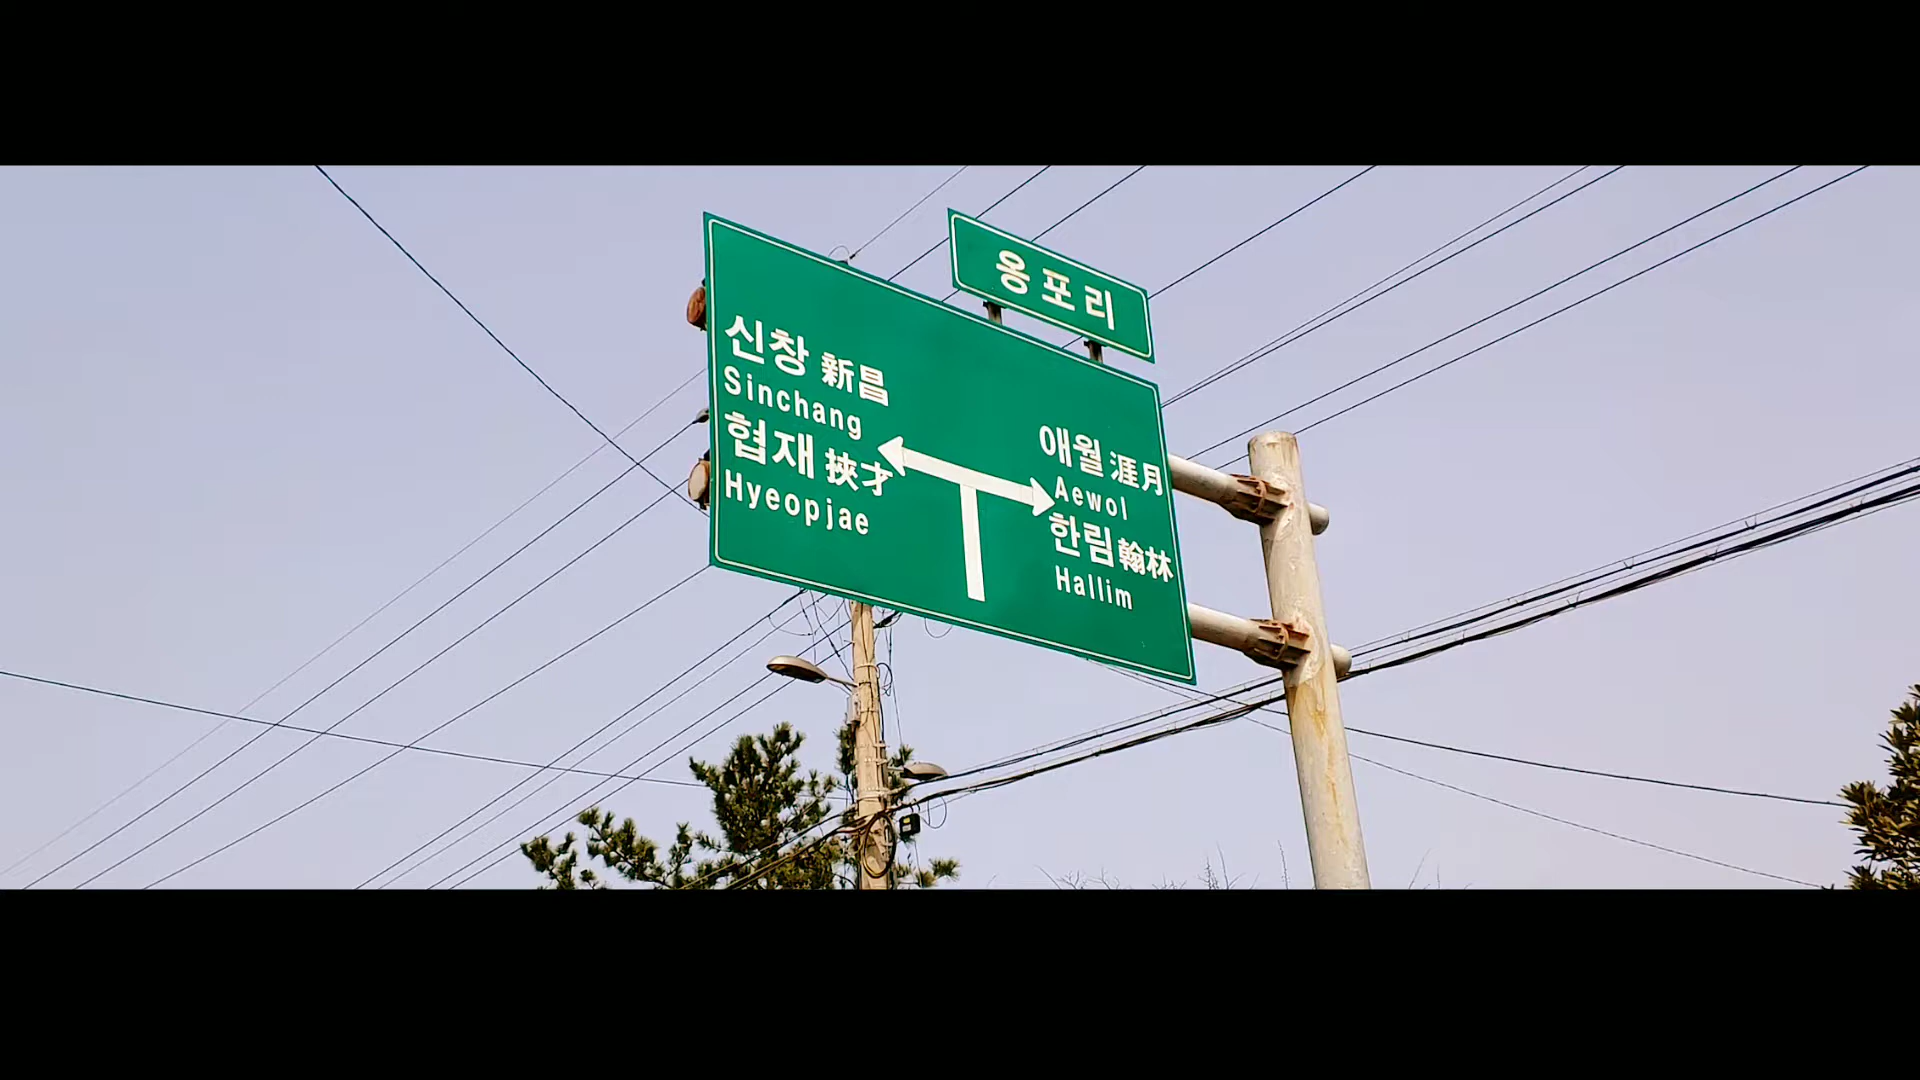 옹포리
신창 新昌
Sinchang
협재 挾才
Hyeopjae
애월 涯月
Aewol
한림 翰林
Hallim